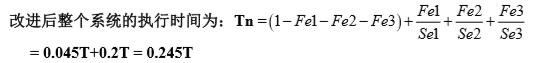 改进后整个系统的执行时间为：Tn =(1−Fe1−Fe2−Fe3)+Fe1/Se1+Fe2/Se2+Fe3/Se3
= 0.045T+0.2T = 0.245T